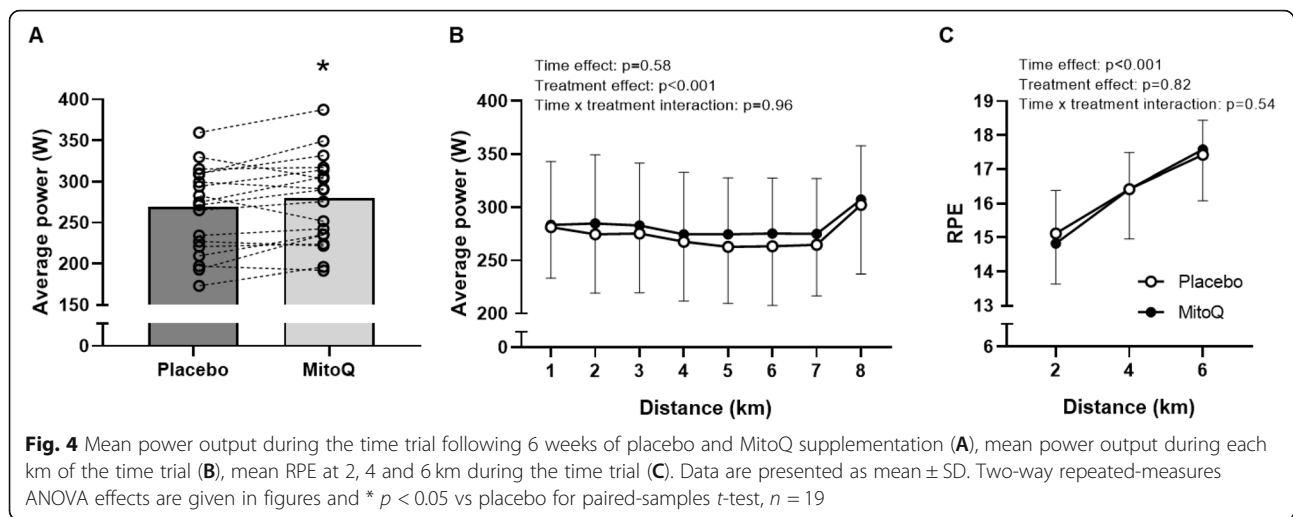 A
*
400
350
300
250
200
150
0
Average power (W)
Placebo
MitoQ
B
Time effect: p=0.58
Treatment effect: p<0.001
Time x treatment interaction: p=0.96
400
350
300
250
200
0
Average power (W)
1 2 3 4 5 6 7 8
Distance (km)
C
Time effect: p<0.001
Treatment effect: p=0.82
Time x treatment interaction: p=0.54
19
18
17
16
15
14
13
6
RPE
Placebo
MitoQ
2 4 6
Distance (km)
Fig. 4 Mean power output during the time trial following 6 weeks of placebo and MitoQ supplementation (A), mean power output during each
km of the time trial (B), mean RPE at 2, 4 and 6 km during the time trial (C). Data are presented as mean ± SD. Two-way repeated-measures
ANOVA effects are given in figures and * p < 0.05 vs placebo for paired-samples t-test, n = 19